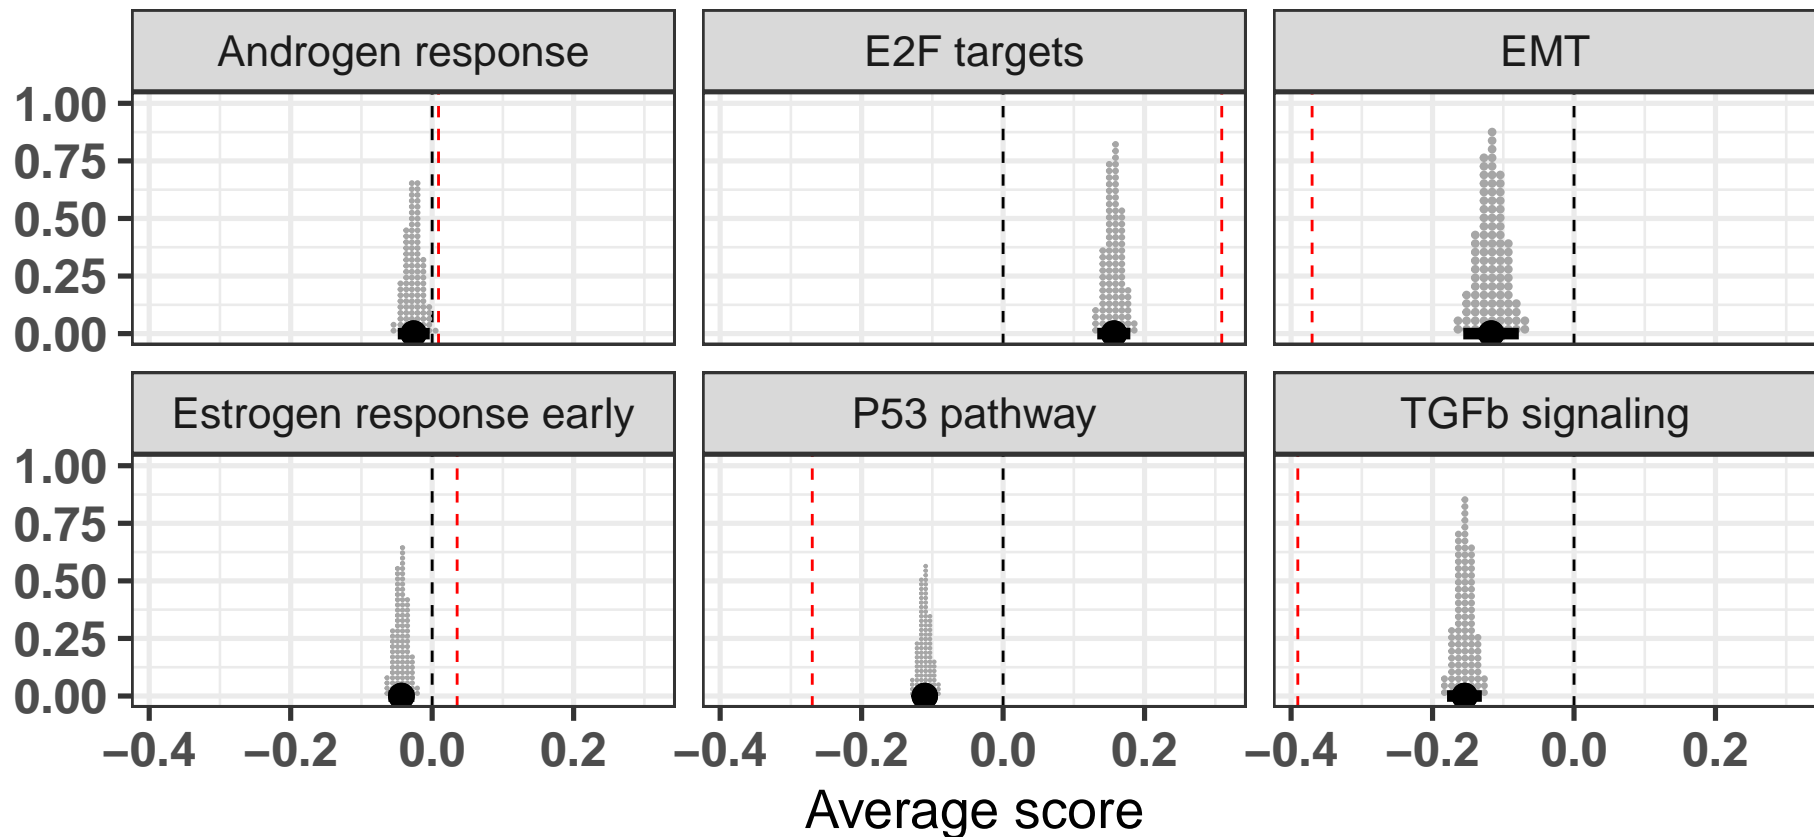 Androgen response E2F targets EMT
1.00
0.75
0.50
0.25
0.00
Estrogen response early P53 pathway TGFb signaling
1.00
0.75
0.50
0.25
0.00
−0.4 −0.2 0.0 0.2 −0.4 −0.2 0.0 0.2 −0.4 −0.2 0.0 0.2
Average score